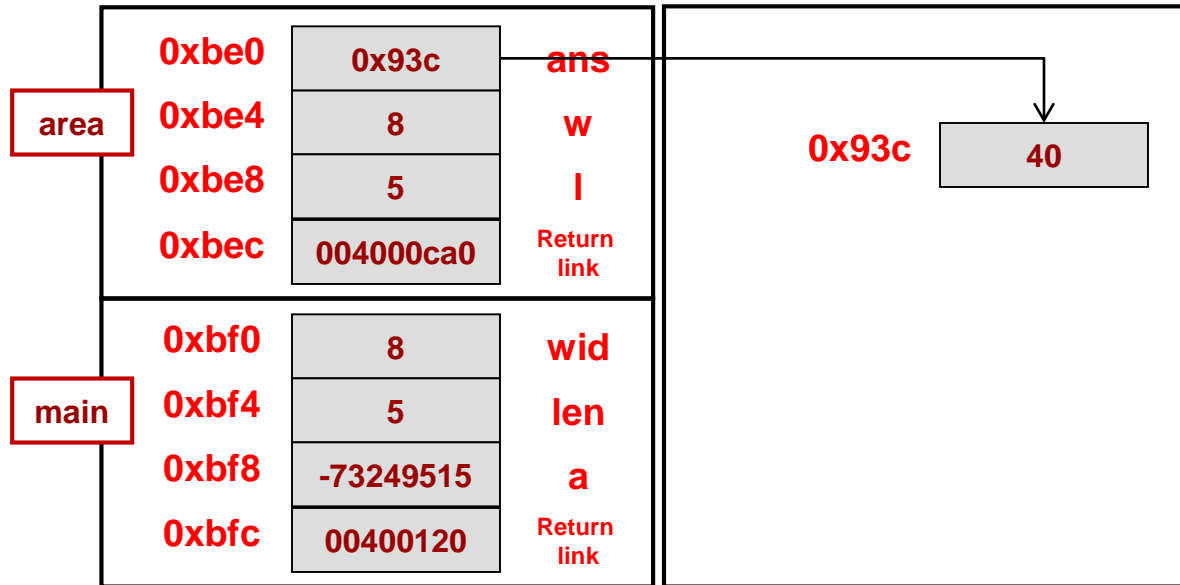 0xbe0 0x93c ans
area 0xbe4 8 w
0xbe8 5 l
0xbec 004000ca0 Return
link
0xbf0 8 wid
main 0xbf4 5 len
0xbf8 -73249515 a
0xbfc 00400120 Return
link
0x93c 40